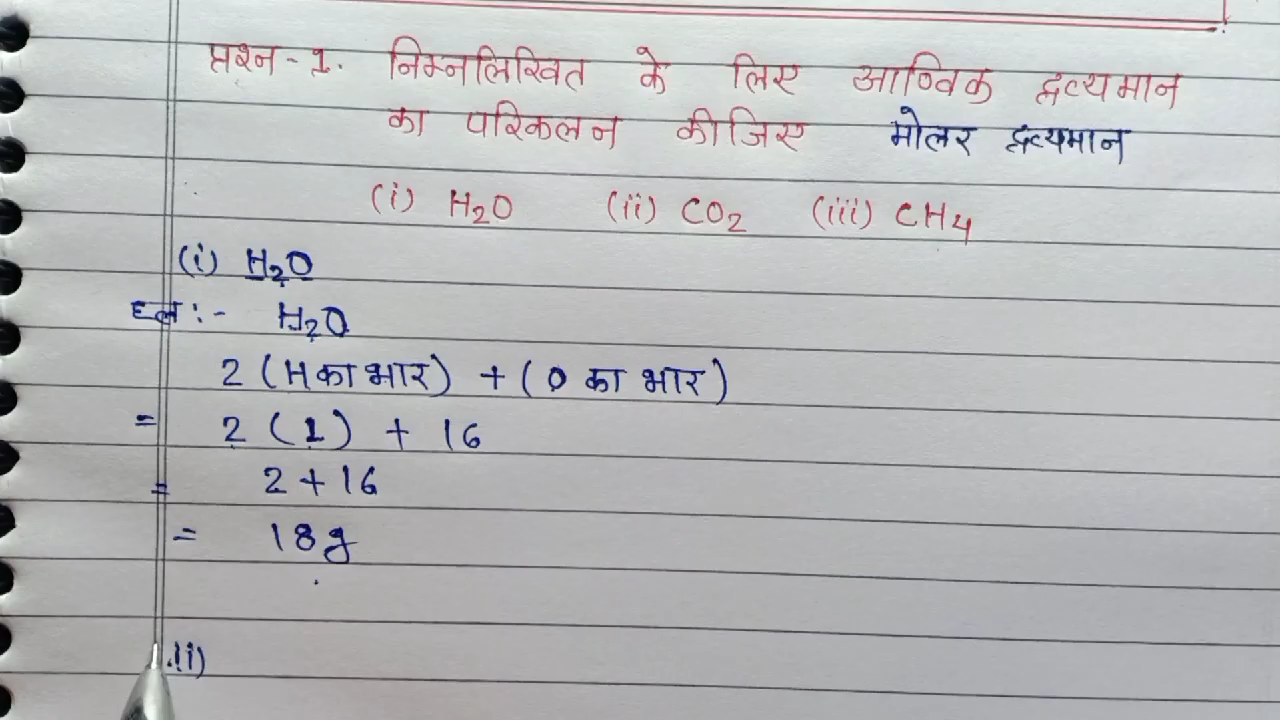 प्रश्न-1. निम्नलिखित के लिए आण्विक द्रव्यमान
का परिकलन कीजिए मोलर द्रव्यमान
(i) H₂O (ii) CO₂ (iii) CH₄
(i) H₂O
हल :- H₂O
2 (H का भार) + (O का भार)
= 2 (1) + 16
= 2 + 16
= 18g
(i)